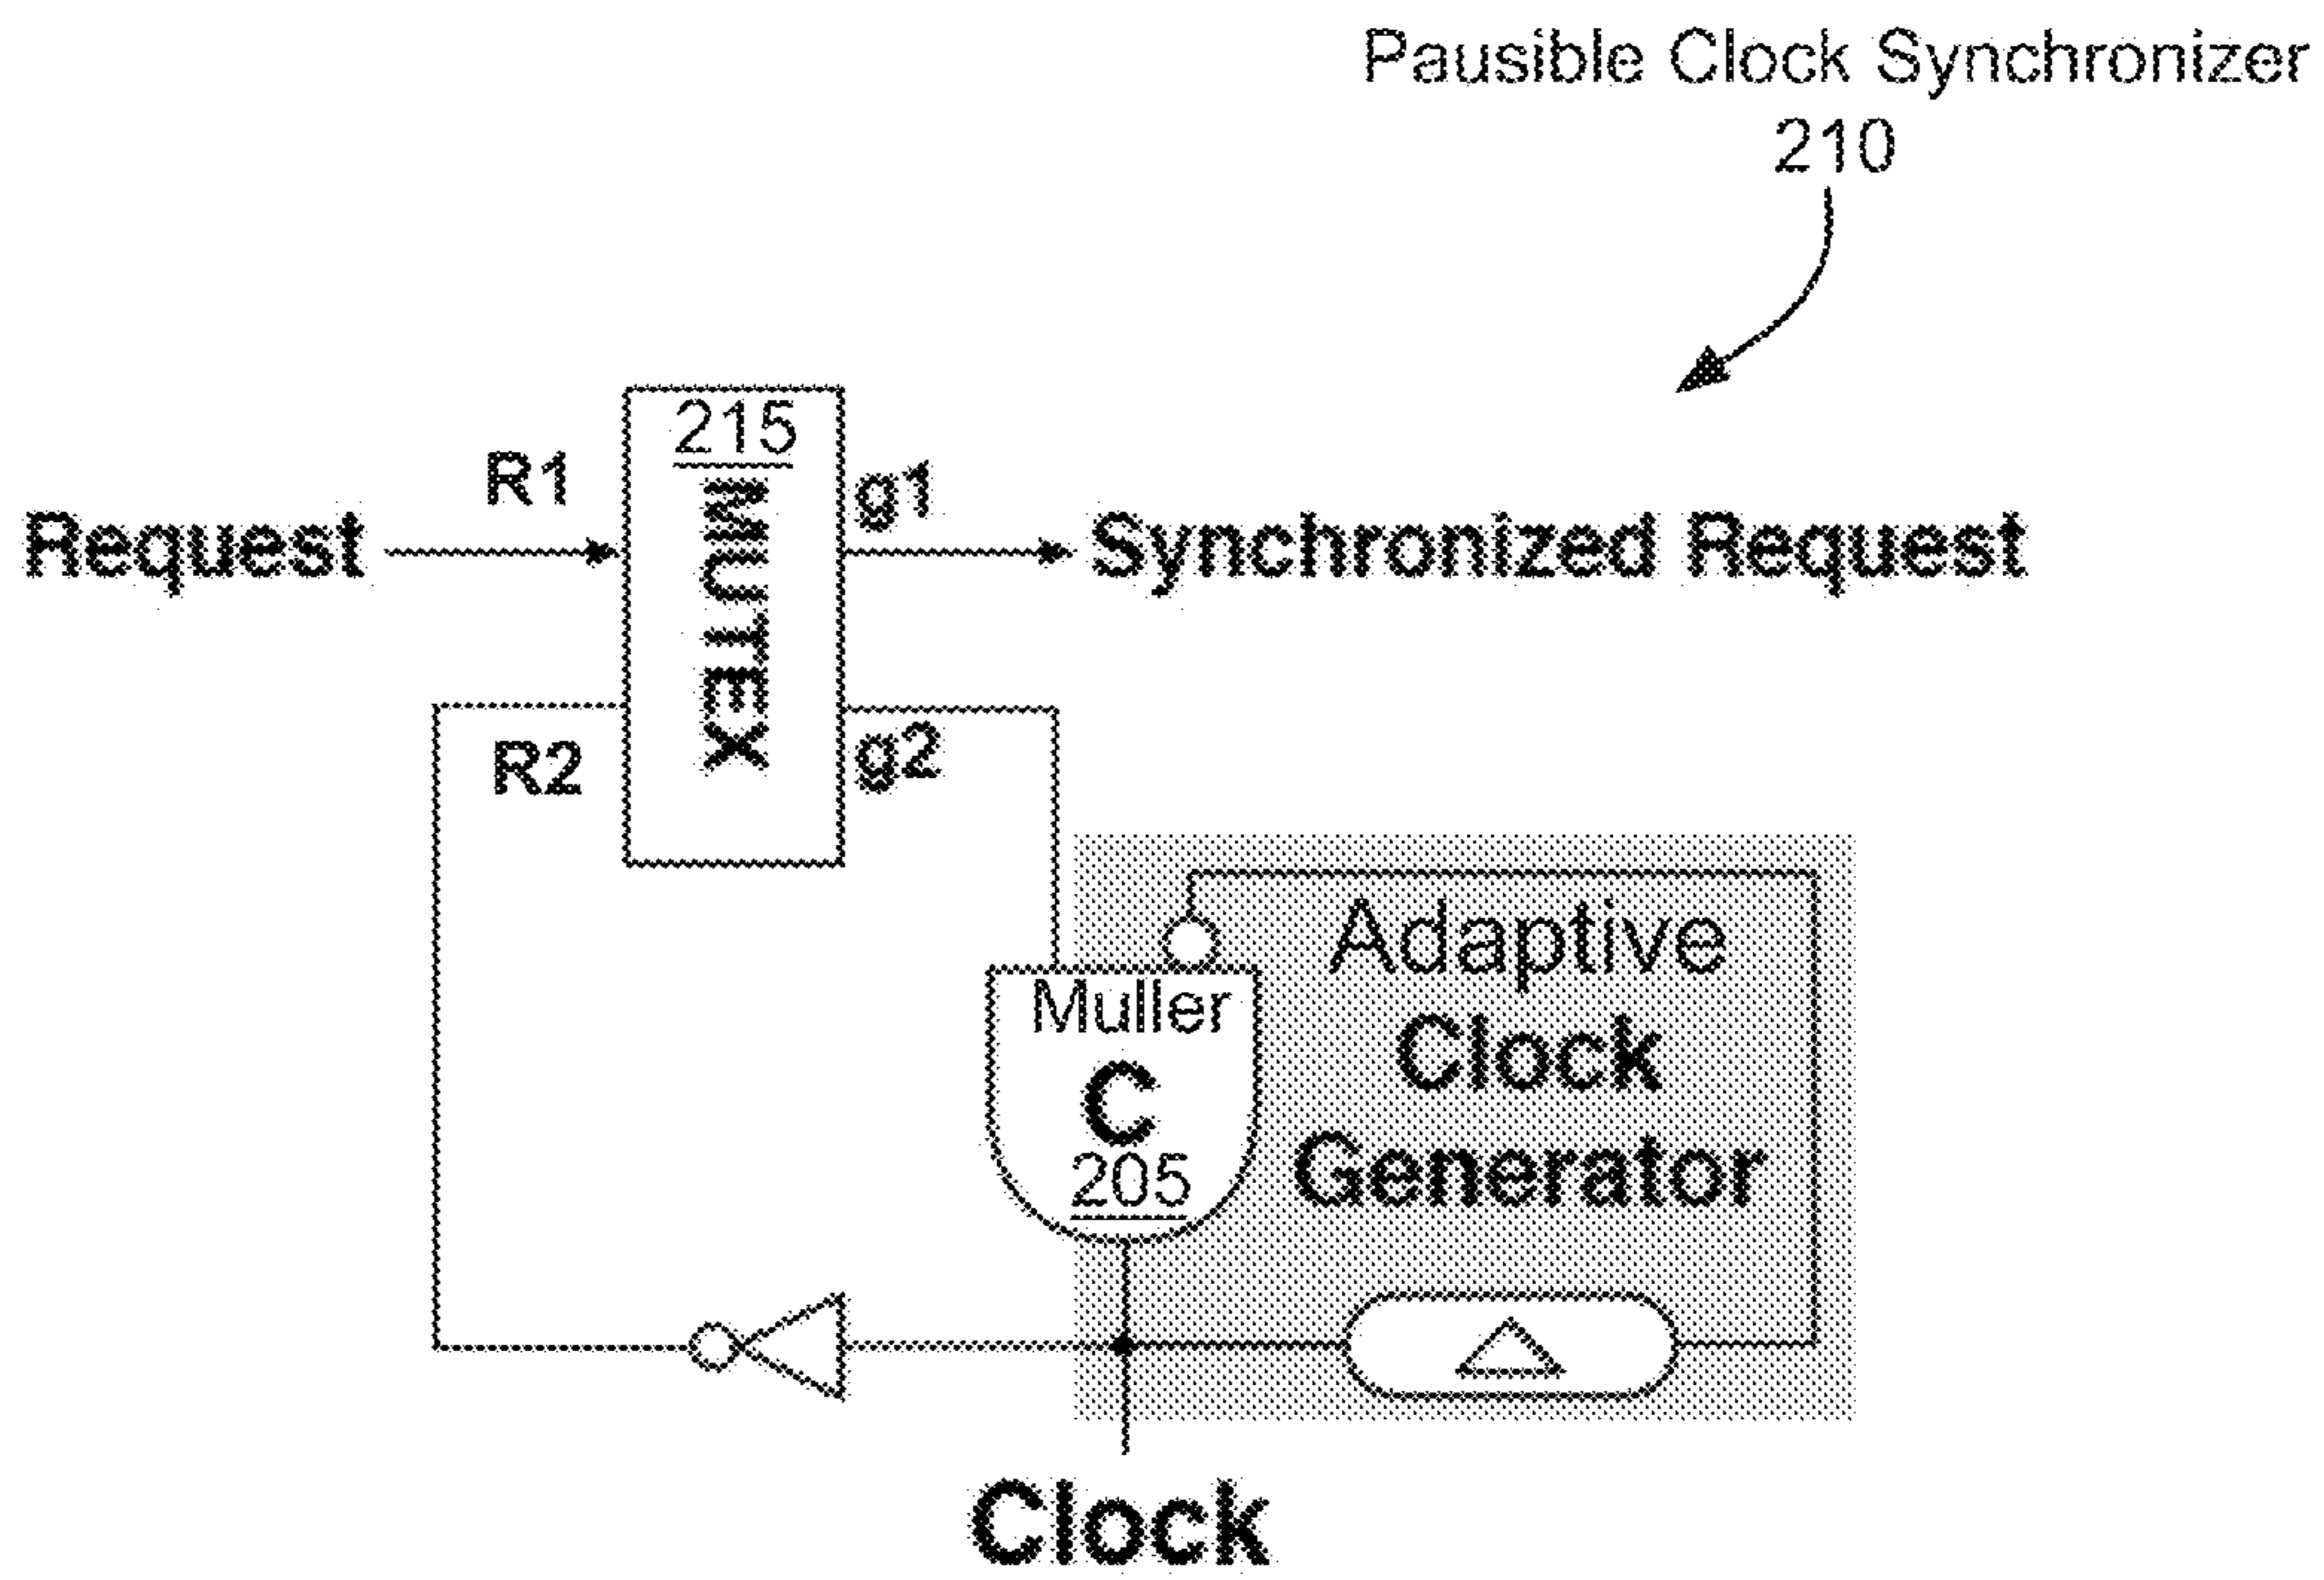 Pausible Clock Synchronizer
210
215
MUTEX
R1
g1
Request
Synchronized Request
R2
g2
Muller
C
205
Adaptive
Clock
Generator
Clock